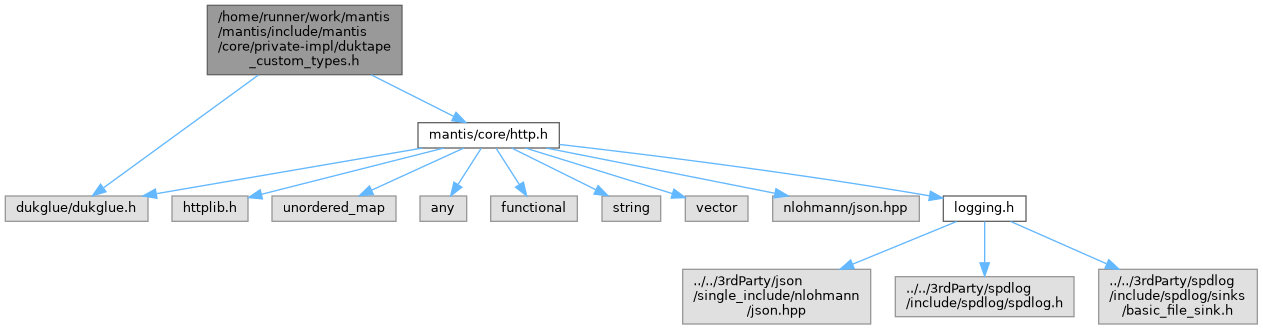 /home/runner/work/mantis
/mantis/include/mantis
/core/private-impl/duktape
_custom_types.h
mantis/core/http.h
dukglue/dukglue.h
httplib.h
unordered_map
any
functional
string
vector
nlohmann/json.hpp
logging.h
../../3rdParty/json
/single_include/nlohmann
/json.hpp
../../3rdParty/spdlog
/include/spdlog/spdlog.h
../../3rdParty/spdlog
/include/spdlog/sinks
/basic_file_sink.h